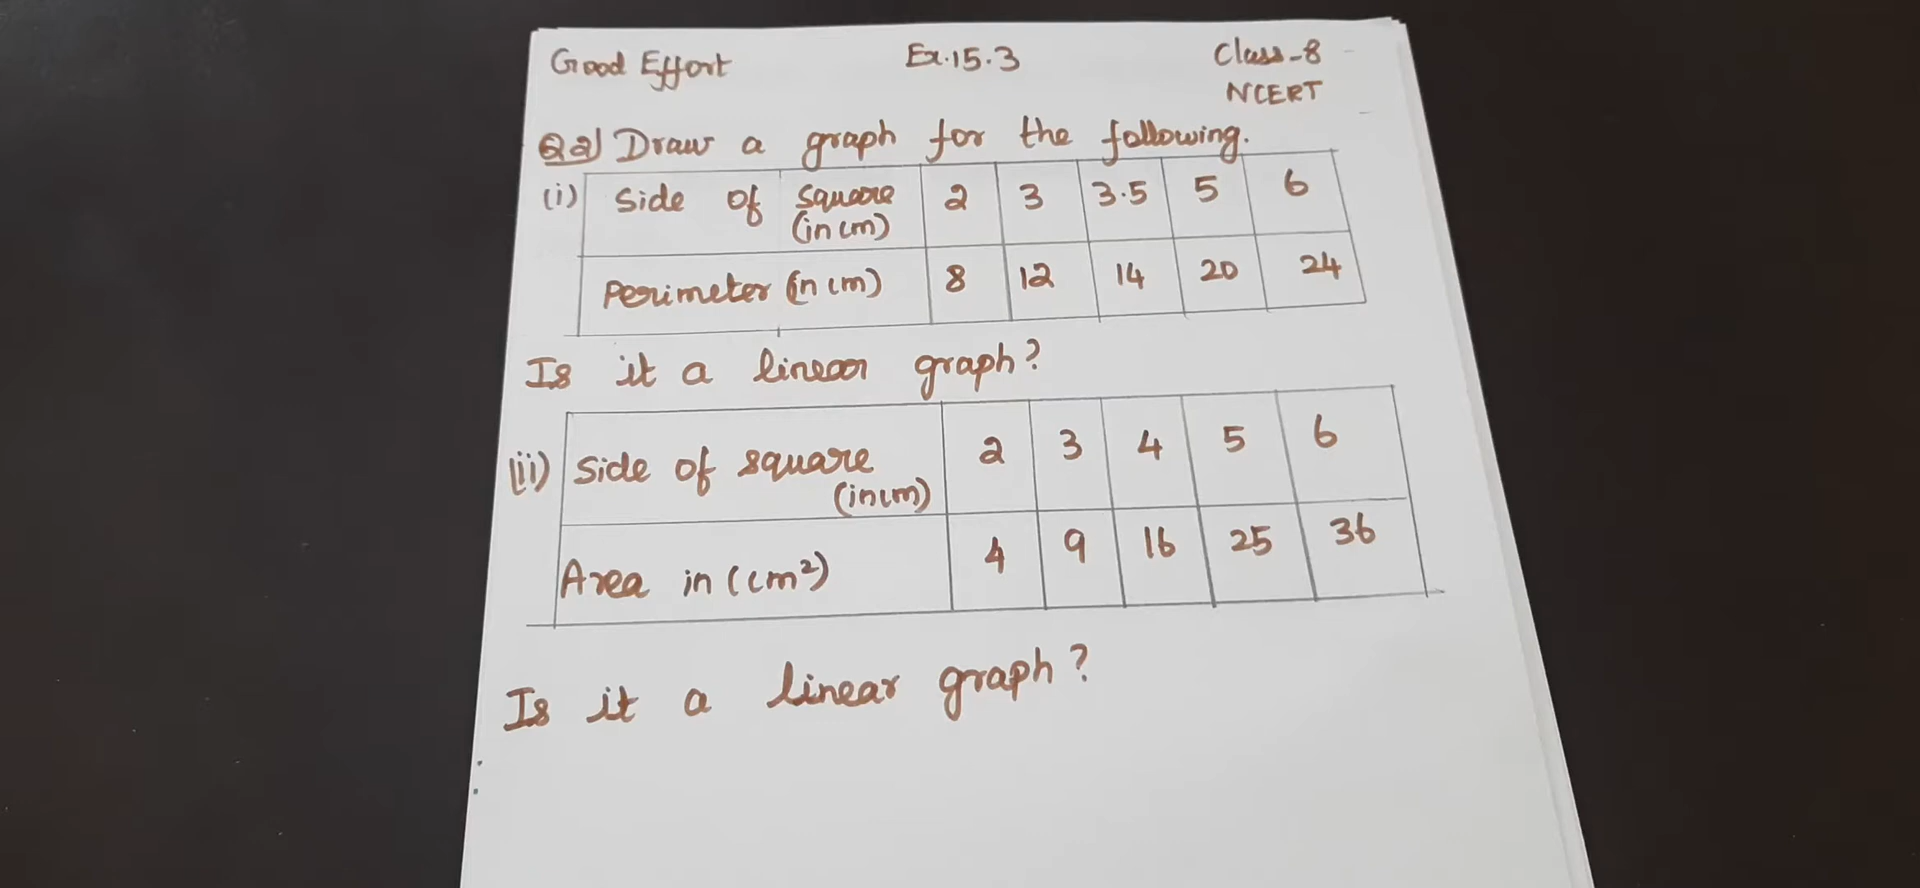 Good Effort Ex.15.3 Class-8
NCERT
Q2) Draw a graph for the following.
(i) Side of square (in cm) 2 3 3.5 5 6
Perimeter (in cm) 8 12 14 20 24
Is it a linear graph?
(ii) Side of square (in cm) 2 3 4 5 6
Area in (cm²) 4 9 16 25 36
Is it a linear graph?